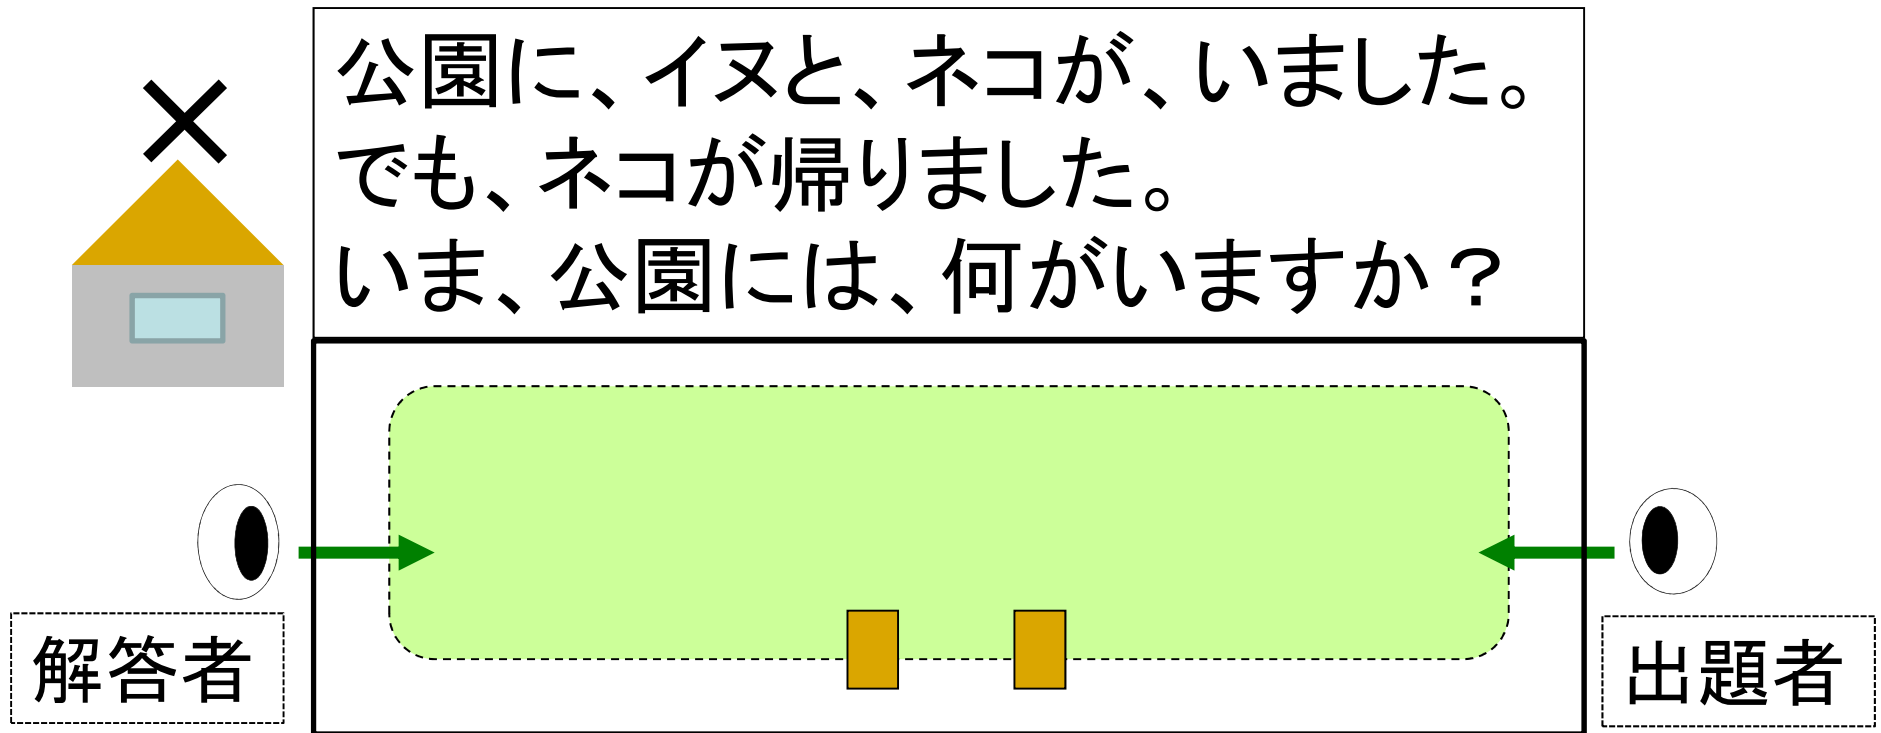 公園に、イヌと、ネコが、いました。
でも、ネコが帰りました。
いま、公園には、何がいますか？
解答者
出題者